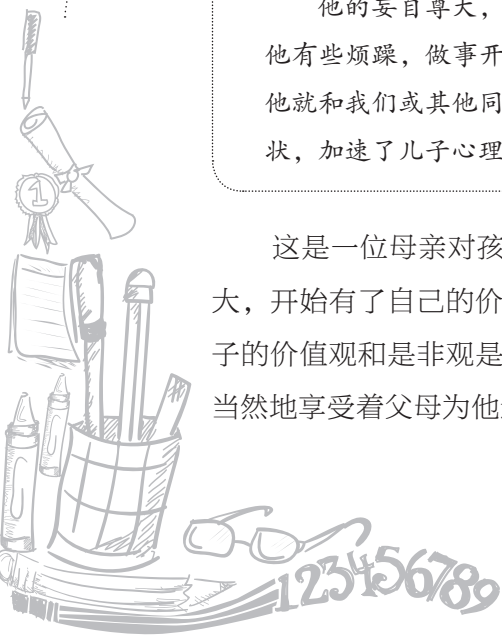 他的妄自尊大，
他有些烦躁，做事开
他就和我们或其他同
状，加速了儿子心理
这是一位母亲对孩
大，开始有了自己的价
子的价值观和是非观是
当然地享受着父母为他
1
123456789